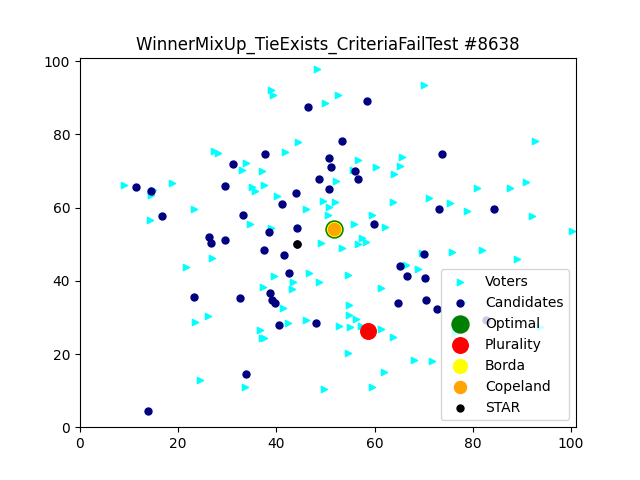 WinnerMixUp_TieExists_CriteriaFailTest #8638
100
80
60
40
20
0
0 20 40 60 80 100
Voters
Candidates
Optimal
Plurality
Borda
Copeland
STAR